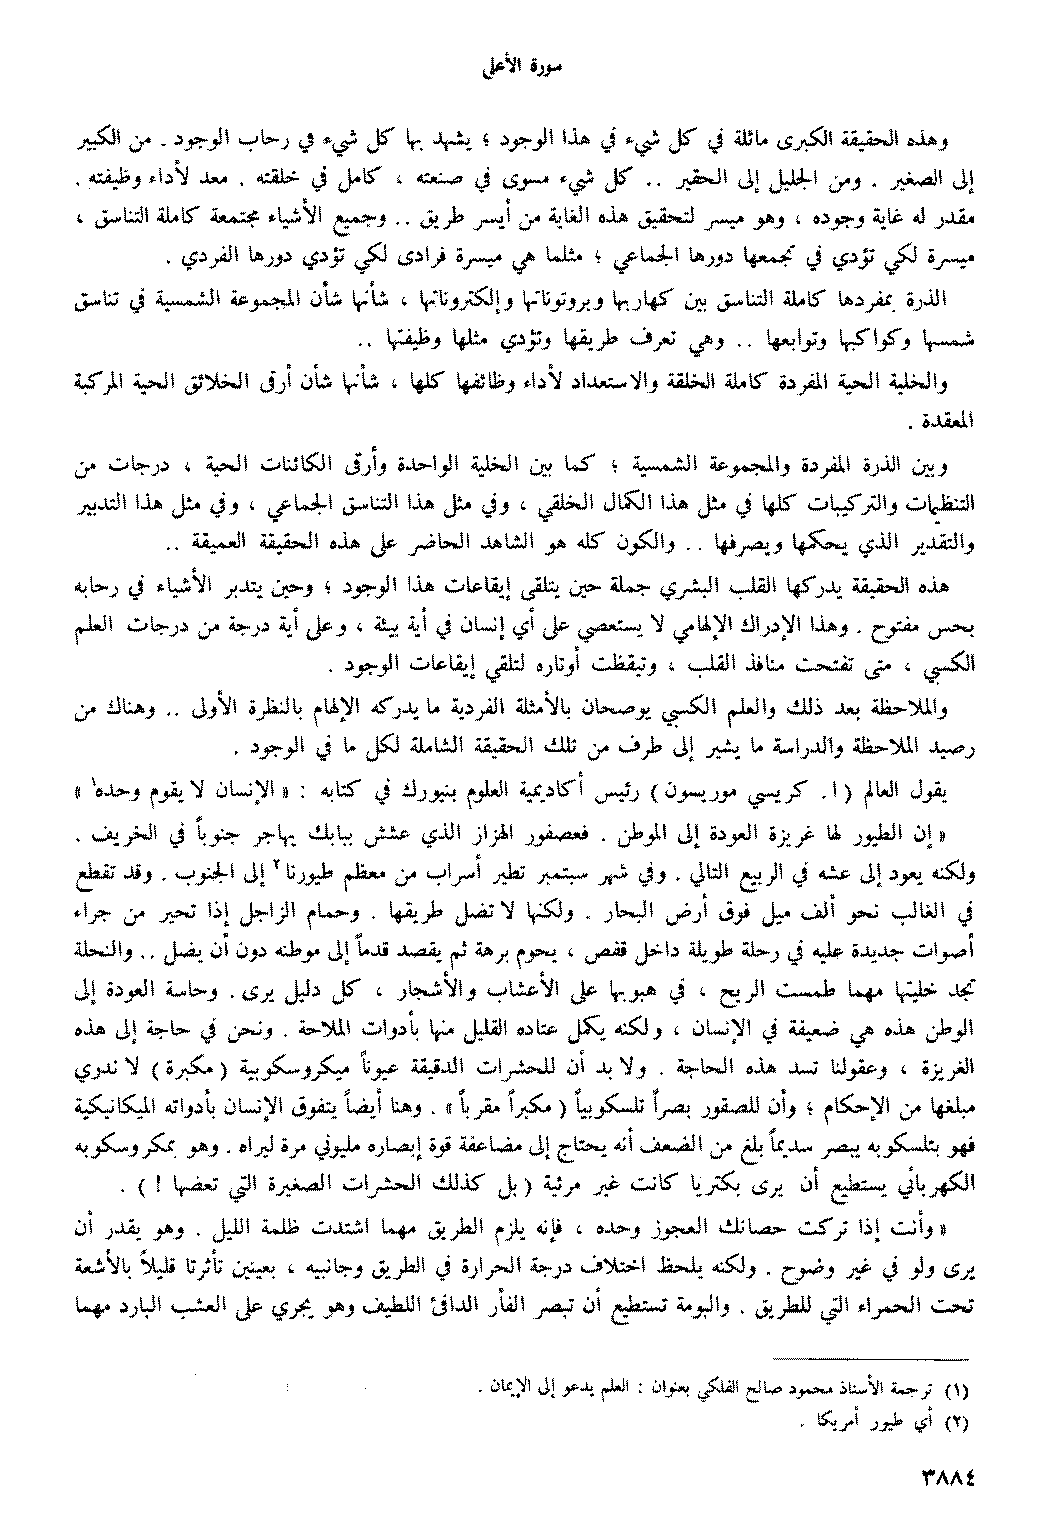 سورة الأعلى
وهذه الحقيقة الكبرى ماثلة في كل شيء في هذا الوجود ؛ يشهد بها كل شيء في رحاب الوجود . من الكبير
إلى الصغير . ومن الجليل إلى الحقير .. كل شيء مسوى في صنعته ، كامل في خلقته . معد لأداء وظيفته .
مقدر له غاية وجوده ، وهو ميسر لتحقيق هذه الغاية من أيسر طريق .. وجميع الأشياء مجتمعة كاملة التناسق ،
ميسرة لكي تؤدي في تجمعها دورها الجماعي ؛ مثلما هي ميسرة فرادى لكي تؤدي دورها الفردي .
الذرة بمفردها كاملة التناسق بين كهاربها وبروتوناتها وإلكتروناتها ، شأنها شأن المجموعة الشمسية في تناسق
شمسها وكواكبها وتوابعها .. وهي تعرف طريقها وتؤدي مثلها وظيفتها ..
والخلية الحية المفردة كاملة الخلقة والاستعداد لأداء وظائفها كلها ، شأنها شأن أرقى الخلائق الحية المركبة
المعقدة .
وبين الذرة المفردة والمجموعة الشمسية ؛ كما بين الخلية الواحدة وأرقى الكائنات الحية ، درجات من
التنظيمات والتركيبات كلها في مثل هذا الكمال الخلقي ، وفي مثل هذا التناسق الجماعي ، وفي مثل هذا التدبير
والتقدير الذي يحكمها ويصرفها .. والكون كله هو الشاهد الحاضر على هذه الحقيقة العميقة ..
هذه الحقيقة يدركها القلب البشري جملة حين يتلقى إيقاعات هذا الوجود ؛ وحين يتدبر الأشياء في رحابه
بحس مفتوح . وهذا الإدراك الإلهامي لا يستعصي على أي إنسان في أية بيئة ، وعلى أية درجة من درجات العلم
الكسبي ، متى تفتحت منافذ القلب ، وتيقظت أوتاره لتلقي إيقاعات الوجود .
والملاحظة بعد ذلك والعلم الكسبي يوضحان بالأمثلة الفردية ما يدركه الإلهام بالنظرة الأولى .. وهناك من
رصيد الملاحظة والدراسة ما يشير إلى طرف من تلك الحقيقة الشاملة لكل ما في الوجود .
يقول العالم ( ا. كريسي موريسون ) رئيس أكاديمية العلوم بنيورك في كتابه : « الإنسان لا يقوم وحده١ »
« إن الطيور لها غريزة العودة إلى الموطن . فعصفور الهزاز الذي عشش ببابك يهاجر جنوباً في الخريف .
ولكنه يعود إلى عشه في الربيع التالي . وفي شهر سبتمبر تطير أسراب من معظم طيورنا٢ إلى الجنوب . وقد تقطع
في الغالب نحو ألف ميل فوق أرض البحار . ولكنها لا تضل طريقها . وحمام الزاجل إذا تحير من جراء
أصوات جديدة عليه في رحلة طويلة داخل قفص ، يحوم برهة ثم يقصد قدماً إلى موطنه دون أن يضل .. والنحلة
تجد خليتها مهما طمست الريح ، في هبوبها على الأعشاب والأشجار ، كل دليل يرى . وحاسة العودة إلى
الوطن هذه هي ضعيفة في الإنسان ، ولكنه يكمل عتاده القليل منها بأدوات الملاحة . ونحن في حاجة إلى هذه
الغريزة ، وعقولنا تسد هذه الحاجة . ولا بد أن للحشرات الدقيقة عيوناً ميكروسكوبية ( مكبرة ) لا ندري
مبلغها من الإحكام ؛ وأن للصقور بصراً تلسكوبياً ( مكبراً مقرباً » . وهنا أيضاً يتفوق الإنسان بأدواته الميكانيكية
فهو بتلسكوبه يبصر سديماً بلغ من الضعف أنه يحتاج إلى مضاعفة قوة إبصاره مليوني مرة ليراه . وهو بمكروسكوبه
الكهربائي يستطيع أن يرى بكتريا كانت غير مرئية ( بل كذلك الحشرات الصغيرة التي تعضها ! ) .
« وأنت إذا تركت حصانك العجوز وحده ، فإنه يلزم الطريق مهما اشتدت ظلمة الليل . وهو يقدر أن
يرى ولو في غير وضوح . ولكنه يلحظ اختلاف درجة الحرارة في الطريق وجانبيه ، بعينين تأثرتا قليلاً بالأشعة
تحت الحمراء التي للطريق . والبومة تستطيع أن تبصر الفأر الدافئ اللطيف وهو يجري على العشب البارد مهما
(١) ترجمة الأستاذ محمود صالح الفلكي بعنوان : العلم يدعو إلى الإيمان .
(٢) أي طيور أمريكا .
٣٨٨٤